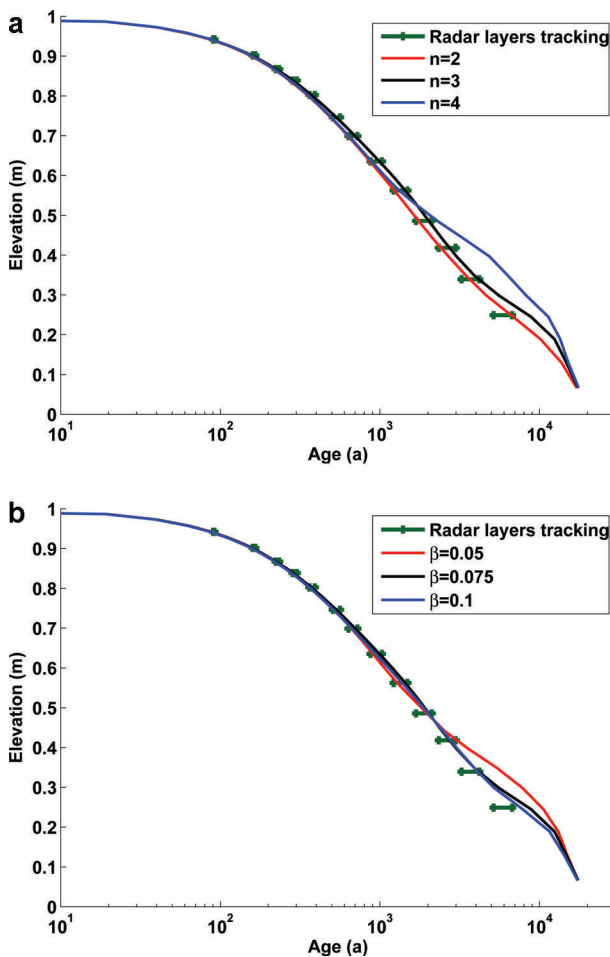 a
Radar layers tracking
n=2
n=3
n=4
Elevation (m)
1
0.9
0.8
0.7
0.6
0.5
0.4
0.3
0.2
0.1
0
10¹
10²
10³
10⁴
Age (a)
b
Radar layers tracking
β=0.05
β=0.075
β=0.1
Elevation (m)
1
0.9
0.8
0.7
0.6
0.5
0.4
0.3
0.2
0.1
0
10¹
10²
10³
10⁴
Age (a)